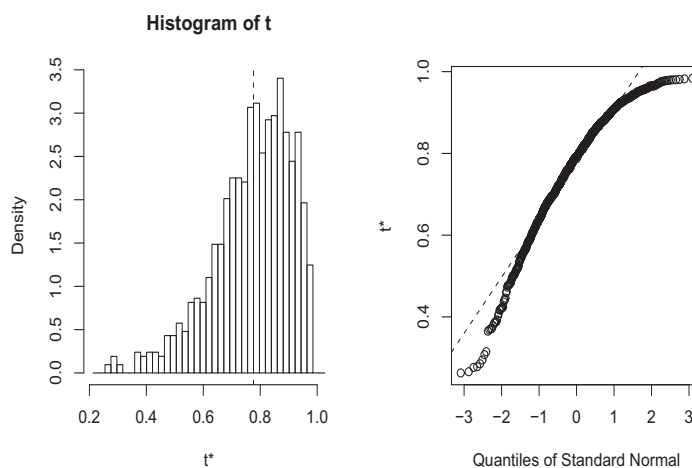 Histogram of t
Density
0.0 0.5 1.0 1.5 2.0 2.5 3.0 3.5
0.2 0.4 0.6 0.8 1.0
t*
t*
0.4 0.6 0.8 1.0
−3 −2 −1 0 1 2 3
Quantiles of Standard Normal